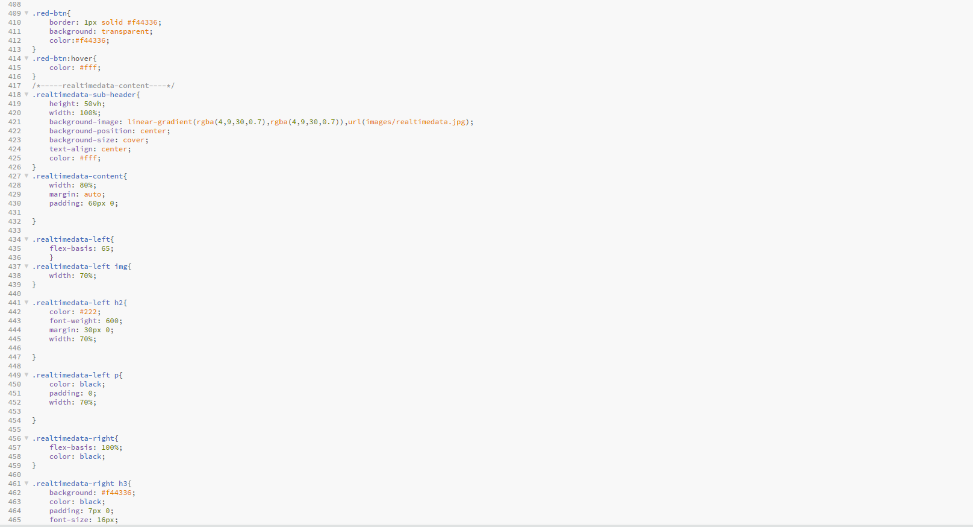 408
409 .red-btn{
410 border: 1px solid #f44336;
411 background: transparent;
412 color:#f44336;
413 }
414 .red-btn:hover{
415 color: #fff;
416 }
417 /*-----realtimedata-content----*/
418 .realtimedata-sub-header{
419 height: 50vh;
420 width: 100%;
421 background-image: linear-gradient(rgba(4,9,30,0.7),rgba(4,9,30,0.7)),url(images/realtimedata.jpg);
422 background-position: center;
423 background-size: cover;
424 text-align: center;
425 color: #fff;
426 }
427 .realtimedata-content{
428 width: 80%;
429 margin: auto;
430 padding: 60px 0;
431
432 }
433
434 .realtimedata-left{
435 flex-basis: 65;
436 }
437 .realtimedata-left img{
438 width: 70%;
439 }
440
441 .realtimedata-left h2{
442 color: #222;
443 font-weight: 600;
444 margin: 30px 0;
445 width: 70%;
446
447 }
448
449 .realtimedata-left p{
450 color: black;
451 padding: 0;
452 width: 70%;
453
454 }
455
456 .realtimedata-right{
457 flex-basis: 100%;
458 color: black;
459 }
460
461 .realtimedata-right h3{
462 background: #f44336;
463 color: black;
464 padding: 7px 0;
465 font-size: 16px;